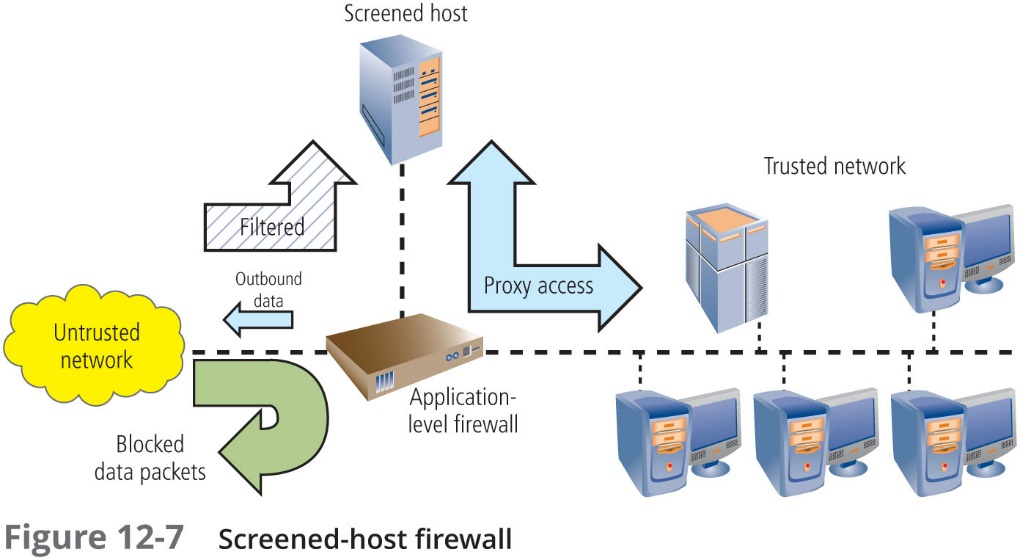 Screened host
Trusted network
Filtered
Proxy access
Outbound
data
Untrusted
network
Application-
level firewall
Blocked
data packets
Figure 12-7 Screened-host firewall